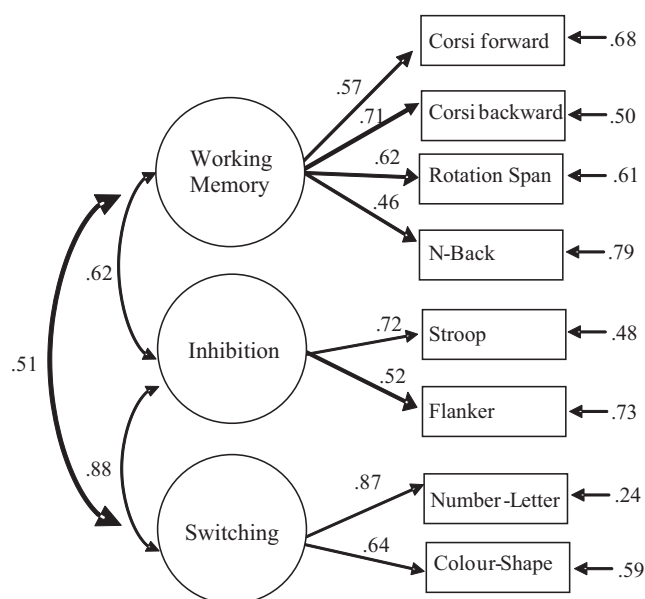 Corsi forward
.68
.57
Corsi backward
.50
.71
Working
Memory
.62
Rotation Span
.61
.46
N-Back
.79
.62
Inhibition
.72
Stroop
.48
.52
Flanker
.73
.51
.88
Switching
.87
Number-Letter
.24
.64
Colour-Shape
.59